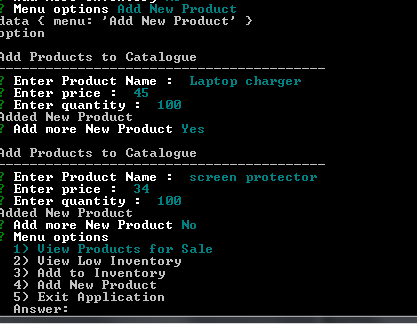 ? Menu options Add New Product
data { menu: 'Add New Product' }
option
Add Products to Catalogue
-----------------------------------------
? Enter Product Name :  Laptop charger
? Enter price :  45
? Enter quantity :  100
Added New Product
? Add more New Product Yes
Add Products to Catalogue
-----------------------------------------
? Enter Product Name :  screen protector
? Enter price :  34
? Enter quantity :  100
Added New Product
? Add more New Product No
? Menu options
1) View Products for Sale
2) View Low Inventory
3) Add to Inventory
4) Add New Product
5) Exit Application
Answer: